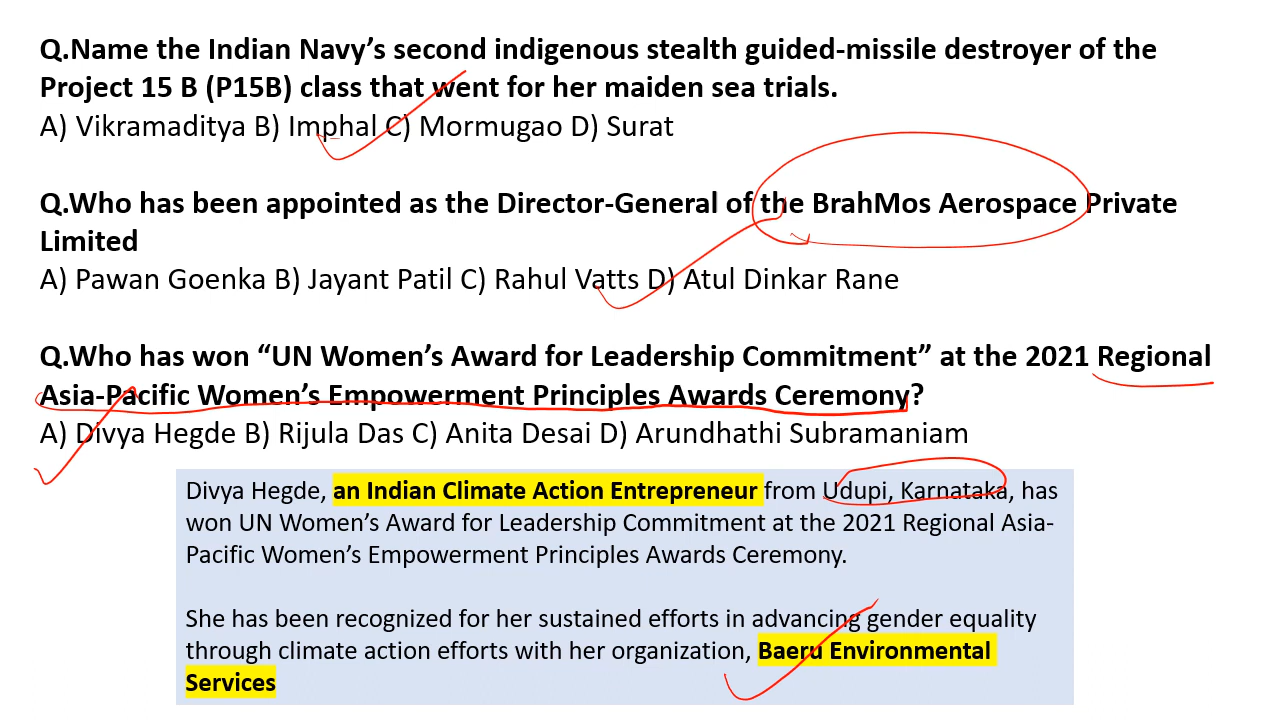 Q.Name the Indian Navy’s second indigenous stealth guided-missile destroyer of the
Project 15 B (P15B) class that went for her maiden sea trials.
A) Vikramaditya B) Imphal C) Mormugao D) Surat
Q.Who has been appointed as the Director-General of the BrahMos Aerospace Private
Limited
A) Pawan Goenka B) Jayant Patil C) Rahul Vatts D) Atul Dinkar Rane
Q.Who has won “UN Women’s Award for Leadership Commitment” at the 2021 Regional
Asia-Pacific Women’s Empowerment Principles Awards Ceremony?
A) Divya Hegde B) Rijula Das C) Anita Desai D) Arundhathi Subramaniam
Divya Hegde, an Indian Climate Action Entrepreneur from Udupi, Karnataka, has
won UN Women’s Award for Leadership Commitment at the 2021 Regional Asia-
Pacific Women’s Empowerment Principles Awards Ceremony.
She has been recognized for her sustained efforts in advancing gender equality
through climate action efforts with her organization, Baeru Environmental
Services